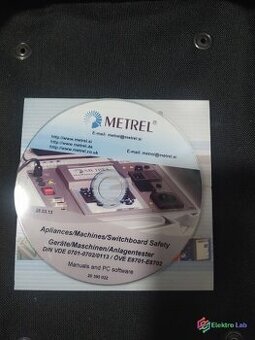 METREL®
http://www.metrel.si
http://www.metrel.de
http://www.metrel.co.uk
E-mail: metrel@metrel.si
E-mail: metrel@metrel.si
Appliances/Machines/Switchboard Safety
Geräte/Maschinen/Anlagentester
DIN VDE 0701-0702/0113 / ÖVE E8701-E8702
Manuals and PC software
Elektro Lab